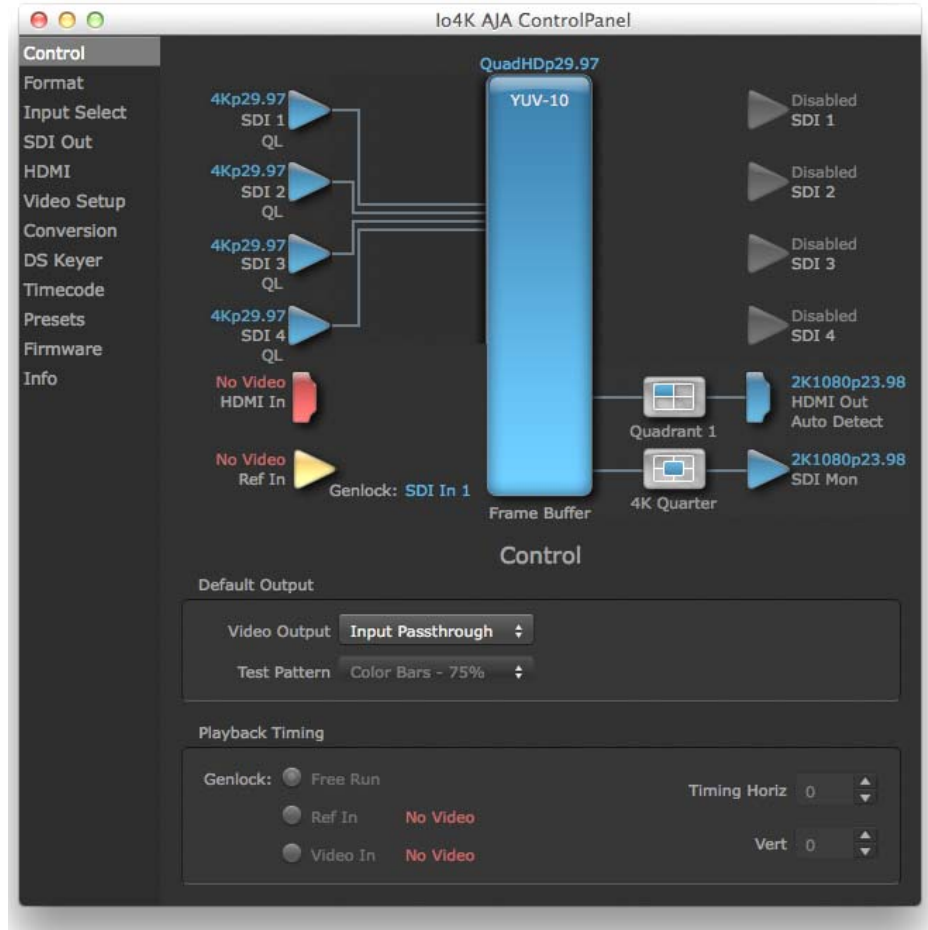 Io4K AJA ControlPanel
Control
Format
Input Select
SDI Out
HDMI
Video Setup
Conversion
DS Keyer
Timecode
Presets
Firmware
Info
QuadHDp29.97
YUV-10
4Kp29.97
SDI 1
QL
4Kp29.97
SDI 2
QL
4Kp29.97
SDI 3
QL
4Kp29.97
SDI 4
QL
No Video
HDMI In
No Video
Ref In
Genlock: SDI In 1
Frame Buffer
Disabled
SDI 1
Disabled
SDI 2
Disabled
SDI 3
Disabled
SDI 4
Quadrant 1
2K1080p23.98
HDMI Out
Auto Detect
4K Quarter
2K1080p23.98
SDI Mon
Control
Default Output
Video Output Input Passthrough
Test Pattern Color Bars - 75%
Playback Timing
Genlock: Free Run
Ref In No Video
Video In No Video
Timing Horiz 0
Vert 0